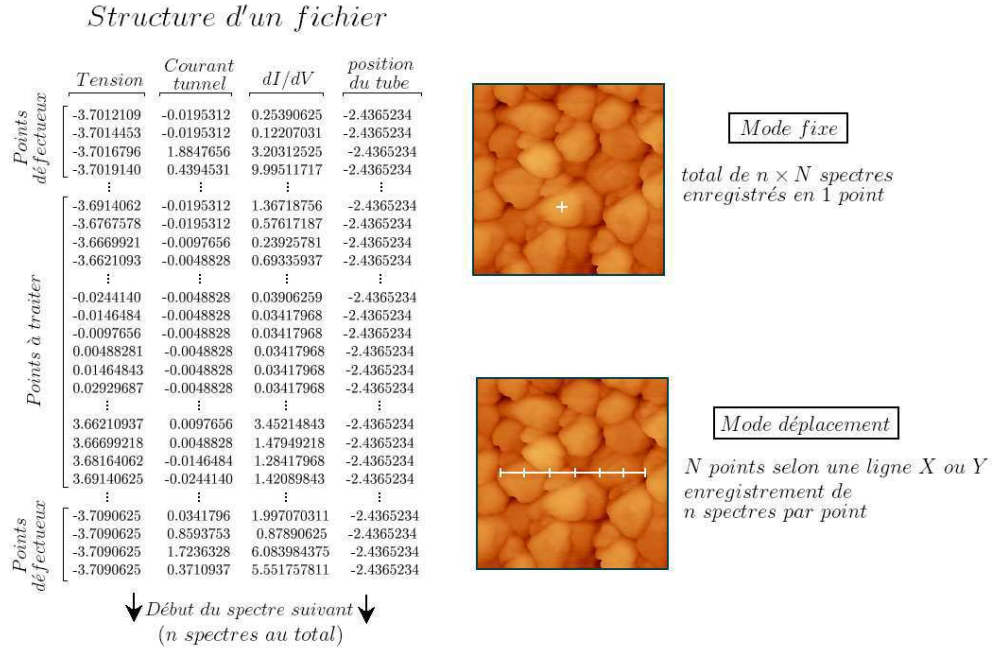 Structure d'un fichier
Tension Courant tunnel dI/dV position du tube
Points défectueux
-3.7012109 -0.0195312 0.25390625 -2.4365234
-3.7014453 -0.0195312 0.12207031 -2.4365234
-3.7016796 1.8847656 3.20312525 -2.4365234
-3.7019140 0.4394531 9.99511717 -2.4365234
⋮ ⋮ ⋮ ⋮
Points à traiter
-3.6914062 -0.0195312 1.36718756 -2.4365234
-3.6767578 -0.0195312 0.57617187 -2.4365234
-3.6669921 -0.0097656 0.23925781 -2.4365234
-3.6621093 -0.0048828 0.69335937 -2.4365234
⋮ ⋮ ⋮ ⋮
-0.0244140 -0.0048828 0.03906259 -2.4365234
-0.0146484 -0.0048828 0.03417968 -2.4365234
-0.0097656 -0.0048828 0.03417968 -2.4365234
0.00488281 -0.0048828 0.03417968 -2.4365234
0.01464843 -0.0048828 0.03417968 -2.4365234
0.02929687 -0.0048828 0.03417968 -2.4365234
⋮ ⋮ ⋮ ⋮
3.66210937 0.0097656 3.45214843 -2.4365234
3.66699218 0.0048828 1.47949218 -2.4365234
3.68164062 -0.0146484 1.28417968 -2.4365234
3.69140625 -0.0244140 1.42089843 -2.4365234
⋮ ⋮ ⋮ ⋮
Points défectueux
-3.7090625 0.0341796 1.997070311 -2.4365234
-3.7090625 0.8593753 0.87890625 -2.4365234
-3.7090625 1.7236328 6.083984375 -2.4365234
-3.7090625 0.3710937 5.551757811 -2.4365234
Début du spectre suivant
(n spectres au total)
Mode fixe
total de n × N spectres
enregistrés en 1 point
Mode déplacement
N points selon une ligne X ou Y
enregistrement de
n spectres par point